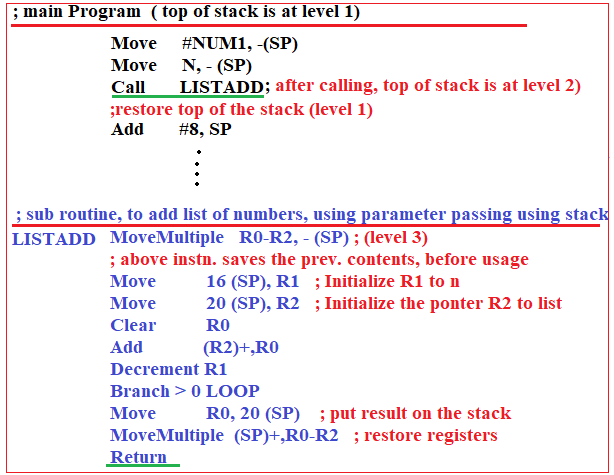 ; main Program ( top of stack is at level 1)
Move #NUM1, -(SP)
Move N, - (SP)
Call LISTADD; after calling, top of stack is at level 2)
;restore top of the stack (level 1)
Add #8, SP
; sub routine, to add list of numbers, using parameter passing using stack
LISTADD MoveMultiple R0-R2, - (SP) ; (level 3)
; above instn. saves the prev. contents, before usage
Move 16 (SP), R1 ; Initialize R1 to n
Move 20 (SP), R2 ; Initialize the ponter R2 to list
Clear R0
Add (R2)+,R0
Decrement R1
Branch > 0 LOOP
Move R0, 20 (SP) ; put result on the stack
MoveMultiple (SP)+,R0-R2 ; restore registers
Return